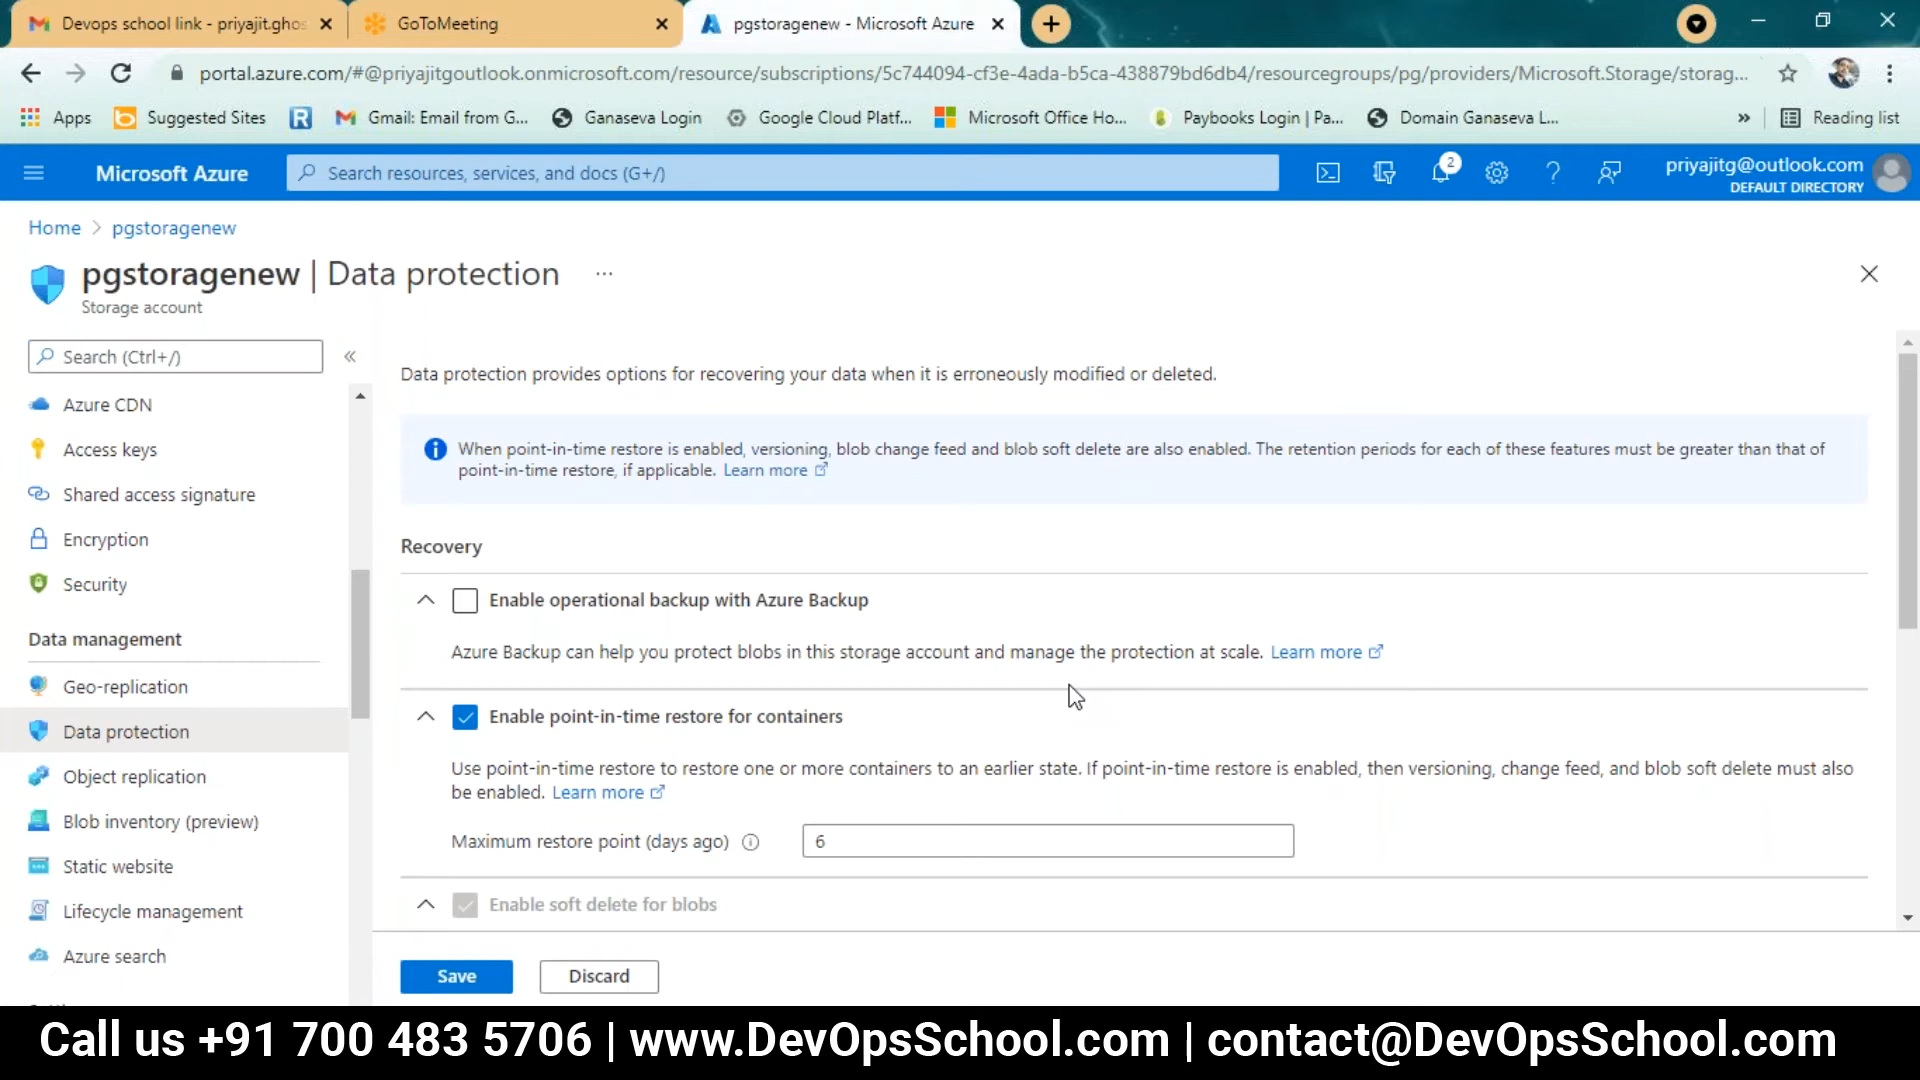 Devops school link - priyajit.ghos
GoToMeeting
pgstoragenew - Microsoft Azure
portal.azure.com/#@priyajitgoutlook.onmicrosoft.com/resource/subscriptions/5c744094-cf3e-4ada-b5ca-438879bd6db4/resourcegroups/pg/providers/Microsoft.Storage/storag...
Apps
Suggested Sites
Gmail: Email from G...
Ganaseva Login
Google Cloud Platf...
Microsoft Office Ho...
Paybooks Login | Pa...
Domain Ganaseva L...
»
Reading list
Microsoft Azure
Search resources, services, and docs (G+/)
2
priyajitg@outlook.com
DEFAULT DIRECTORY
Home > pgstoragenew
pgstoragenew | Data protection ...
Storage account
Search (Ctrl+/)
«
Azure CDN
Access keys
Shared access signature
Encryption
Security
Data management
Geo-replication
Data protection
Object replication
Blob inventory (preview)
Static website
Lifecycle management
Azure search
Data protection provides options for recovering your data when it is erroneously modified or deleted.
When point-in-time restore is enabled, versioning, blob change feed and blob soft delete are also enabled. The retention periods for each of these features must be greater than that of
point-in-time restore, if applicable. Learn more
Recovery
Enable operational backup with Azure Backup
Azure Backup can help you protect blobs in this storage account and manage the protection at scale. Learn more
Enable point-in-time restore for containers
Use point-in-time restore to restore one or more containers to an earlier state. If point-in-time restore is enabled, then versioning, change feed, and blob soft delete must also
be enabled. Learn more
Maximum restore point (days ago)
6
Enable soft delete for blobs
Save
Discard
Call us +91 700 483 5706 | www.DevOpsSchool.com | contact@DevOpsSchool.com